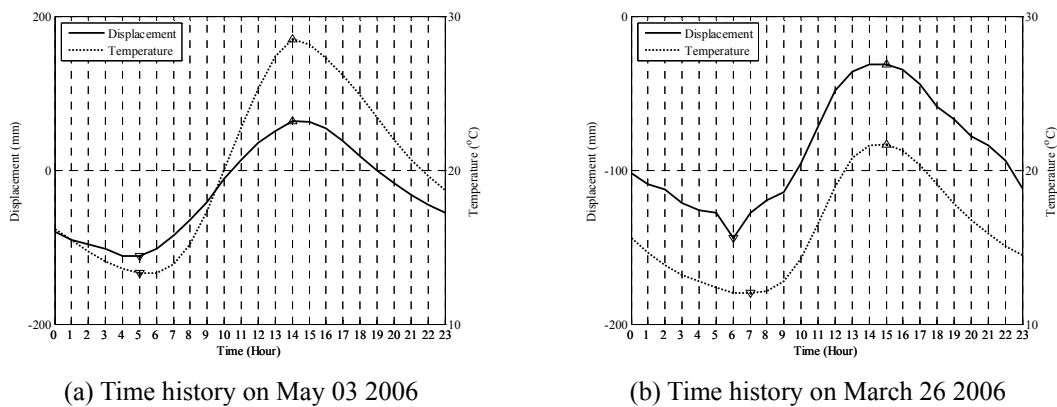 200
0
-200
Displacement (mm)
Displacement
Temperature
30
20
10
Temperature (°C)
0 1 2 3 4 5 6 7 8 9 10 11 12 13 14 15 16 17 18 19 20 21 22 23
Time (Hour)
(a) Time history on May 03 2006
-0
-100
-200
Displacement (mm)
Displacement
Temperature
30
20
10
Temperature (°C)
0 1 2 3 4 5 6 7 8 9 10 11 12 13 14 15 16 17 18 19 20 21 22 23
Time (Hour)
(b) Time history on March 26 2006